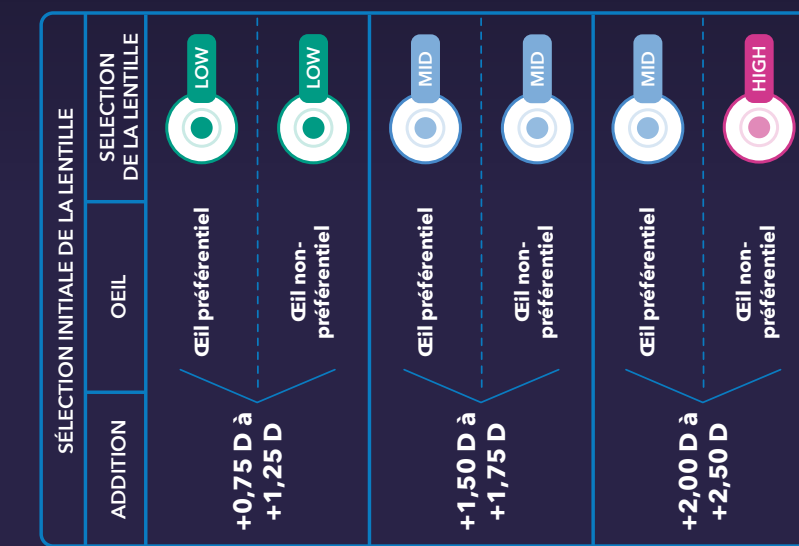 SÉLECTION INITIALE DE LA LENTILLE
ADDITION
OEIL
SELECTION
DE LA LENTILLE
+0,75 D à
+1,25 D
Œil préférentiel
LOW
Œil non-
préférentiel
LOW
+1,50 D à
+1,75 D
Œil préférentiel
MID
Œil non-
préférentiel
MID
+2,00 D à
+2,50 D
Œil préférentiel
MID
Œil non-
préférentiel
HIGH